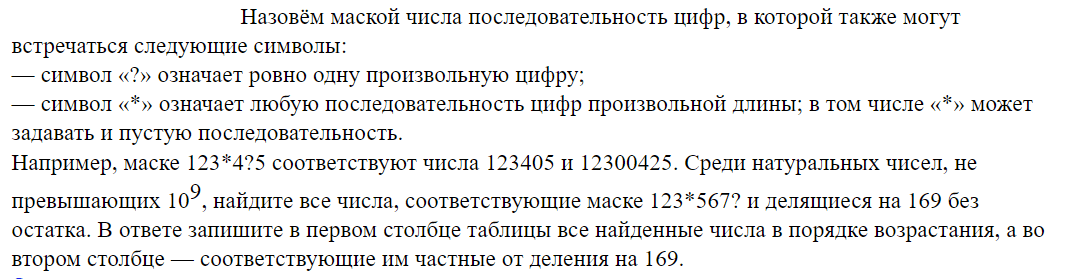 Назовём маской числа последовательность цифр, в которой также могут
встречаться следующие символы:
— символ «?» означает ровно одну произвольную цифру;
— символ «*» означает любую последовательность цифр произвольной длины; в том числе «*» может
задавать и пустую последовательность.
Например, маске 123*4?5 соответствуют числа 123405 и 12300425. Среди натуральных чисел, не
превышающих 10⁹, найдите все числа, соответствующие маске 123*567? и делящиеся на 169 без
остатка. В ответе запишите в первом столбце таблицы все найденные числа в порядке возрастания, а во
втором столбце — соответствующие им частные от деления на 169.